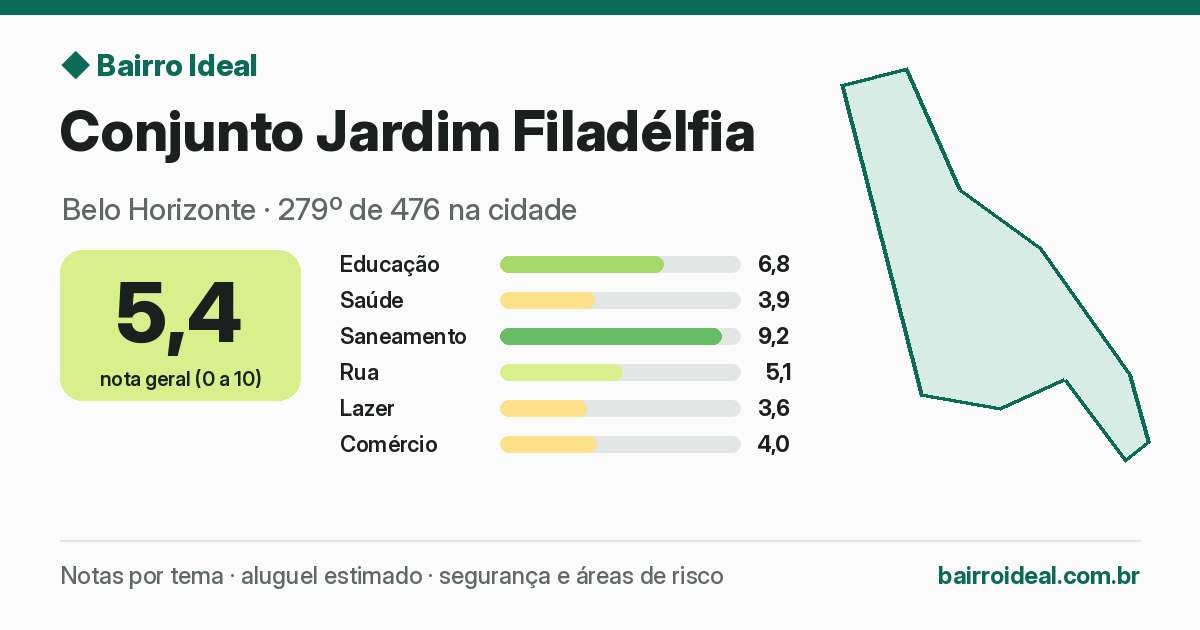 Bairro Ideal
Conjunto Jardim Filadélfia
Belo Horizonte · 279º de 476 na cidade
5,4
nota geral (0 a 10)
Educação 6,8
Saúde 3,9
Saneamento 9,2
Rua 5,1
Lazer 3,6
Comércio 4,0
Notas por tema · aluguel estimado · segurança e áreas de risco
bairroideal.com.br